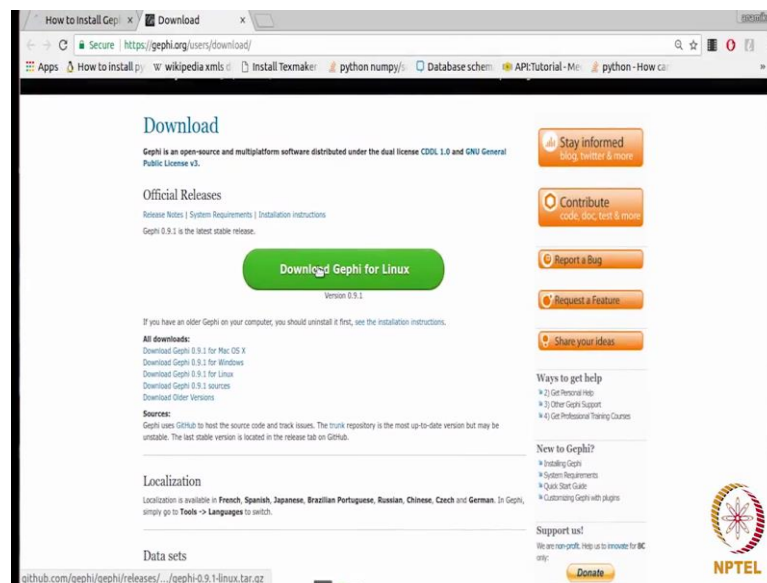 How to Install Gep
Download
Secure | https://gephi.org/users/download/
Apps How to install py wikipedia xmls d Install Texmaker python numpy/s Database schem API:Tutorial - Me python - How ca »
Download
Gephi is an open-source and multiplatform software distributed under the dual license CDDL 1.0 and GNU General
Public License v3.
Official Releases
Release Notes | System Requirements | Installation instructions
Gephi 0.9.1 is the latest stable release.
Download Gephi for Linux
Version 0.9.1
If you have an older Gephi on your computer, you should uninstall it first, see the installation instructions.
All downloads:
Download Gephi 0.9.1 for Mac OS X
Download Gephi 0.9.1 for Windows
Download Gephi 0.9.1 for Linux
Download Gephi 0.9.1 sources
Download Older Versions
Sources:
Gephi uses GitHub to host the source code and track issues. The trunk repository is the most up-to-date version but may be
unstable. The last stable version is located in the release tab on GitHub.
Localization
Localization is available in French, Spanish, Japanese, Brazilian Portuguese, Russian, Chinese, Czech and German. In Gephi,
simply go to Tools -> Languages to switch.
Data sets
Stay informed
blog, twitter & more
Contribute
code, doc, test & more
Report a Bug
Request a Feature
Share your ideas
Ways to get help
2) Get Personal Help
3) Other Gephi Support
4) Get Professional Training Courses
New to Gephi?
Installing Gephi
System Requirements
Quick Start Guide
Customizing Gephi with plugins
Support us!
We are non-profit. Help us to innovate for BC
only:
Donate
github.com/gephi/gephi/releases/.../gephi-0.9.1-linux.tar.gz
NPTEL